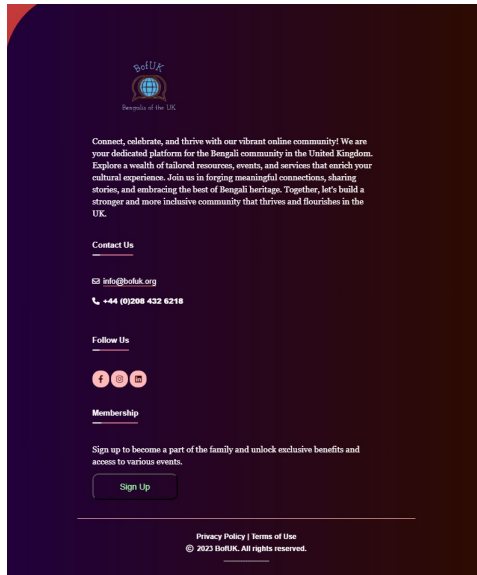 BofUK
Bengalis of the UK
Connect, celebrate, and thrive with our vibrant online community! We are
your dedicated platform for the Bengali community in the United Kingdom.
Explore a wealth of tailored resources, events, and services that enrich your
cultural experience. Join us in forging meaningful connections, sharing
stories, and embracing the best of Bengali heritage. Together, let's build a
stronger and more inclusive community that thrives and flourishes in the
UK.
Contact Us
info@bofuk.org
+44 (0)208 432 6218
Follow Us
Membership
Sign up to become a part of the family and unlock exclusive benefits and
access to various events.
Sign Up
Privacy Policy | Terms of Use
© 2023 BofUK. All rights reserved.